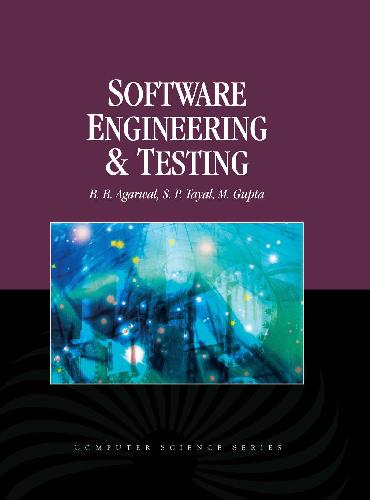 SOFTWARE
ENGINEERING
& TESTING
B. B. Agarwal, S. P. Tayal, M. Gupta
COMPUTER SCIENCE SERIES